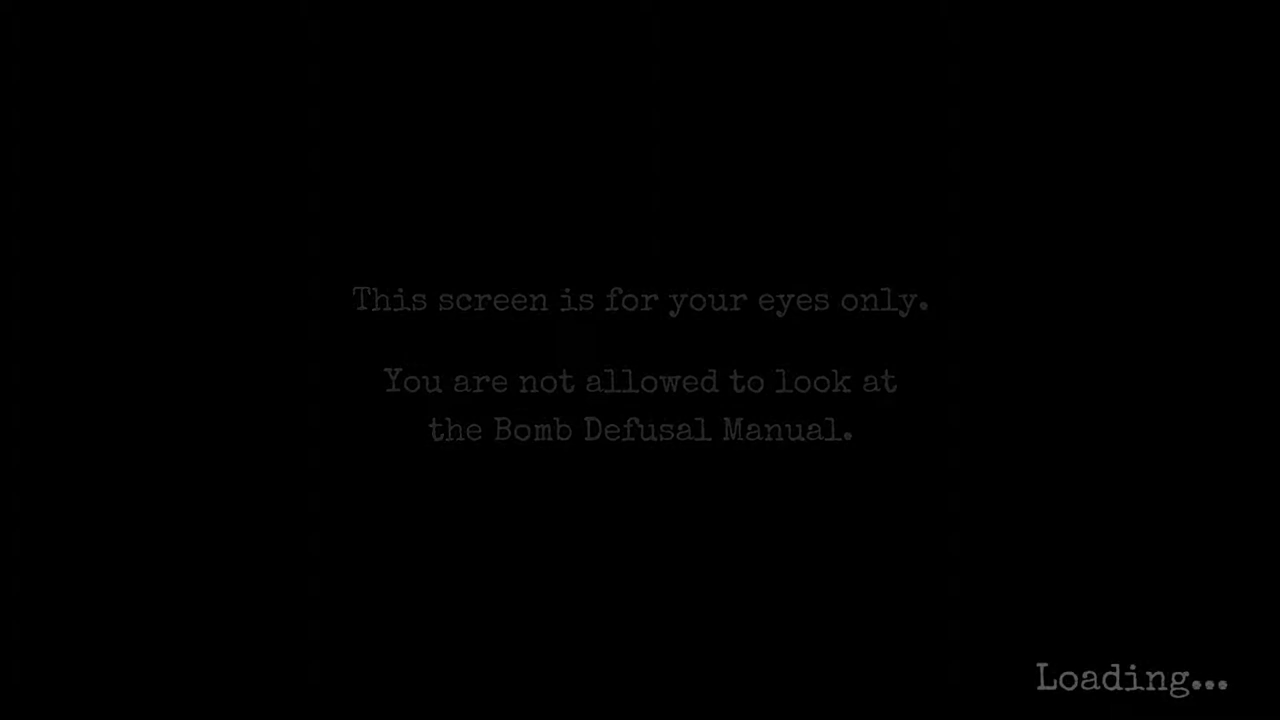 This screen is for your eyes only.
You are not allowed to look at
the Bomb Defusal Manual.
Loading...